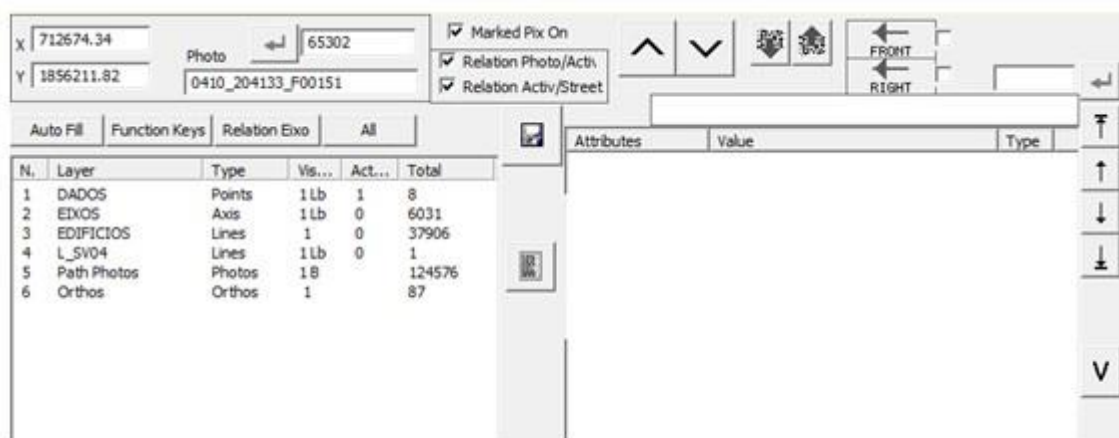 X 712674.34
Y 1856211.82
Photo 65302
0410_204133_F00151
Marked Pix On
Relation Photo/Activ
Relation Activ/Street
FRONT
RIGHT
Auto Fill Function Keys Relation Eixo All
Attributes Value Type
N. Layer Type Vis... Act... Total
1 DADOS Points 1 Lb 1 8
2 EIXOS Axis 1 Lb 0 6031
3 EDIFICIOS Lines 1 0 37906
4 L_SV04 Lines 1 Lb 0 1
5 Path Photos Photos 1 B 124576
6 Orthos Orthos 1 87
V